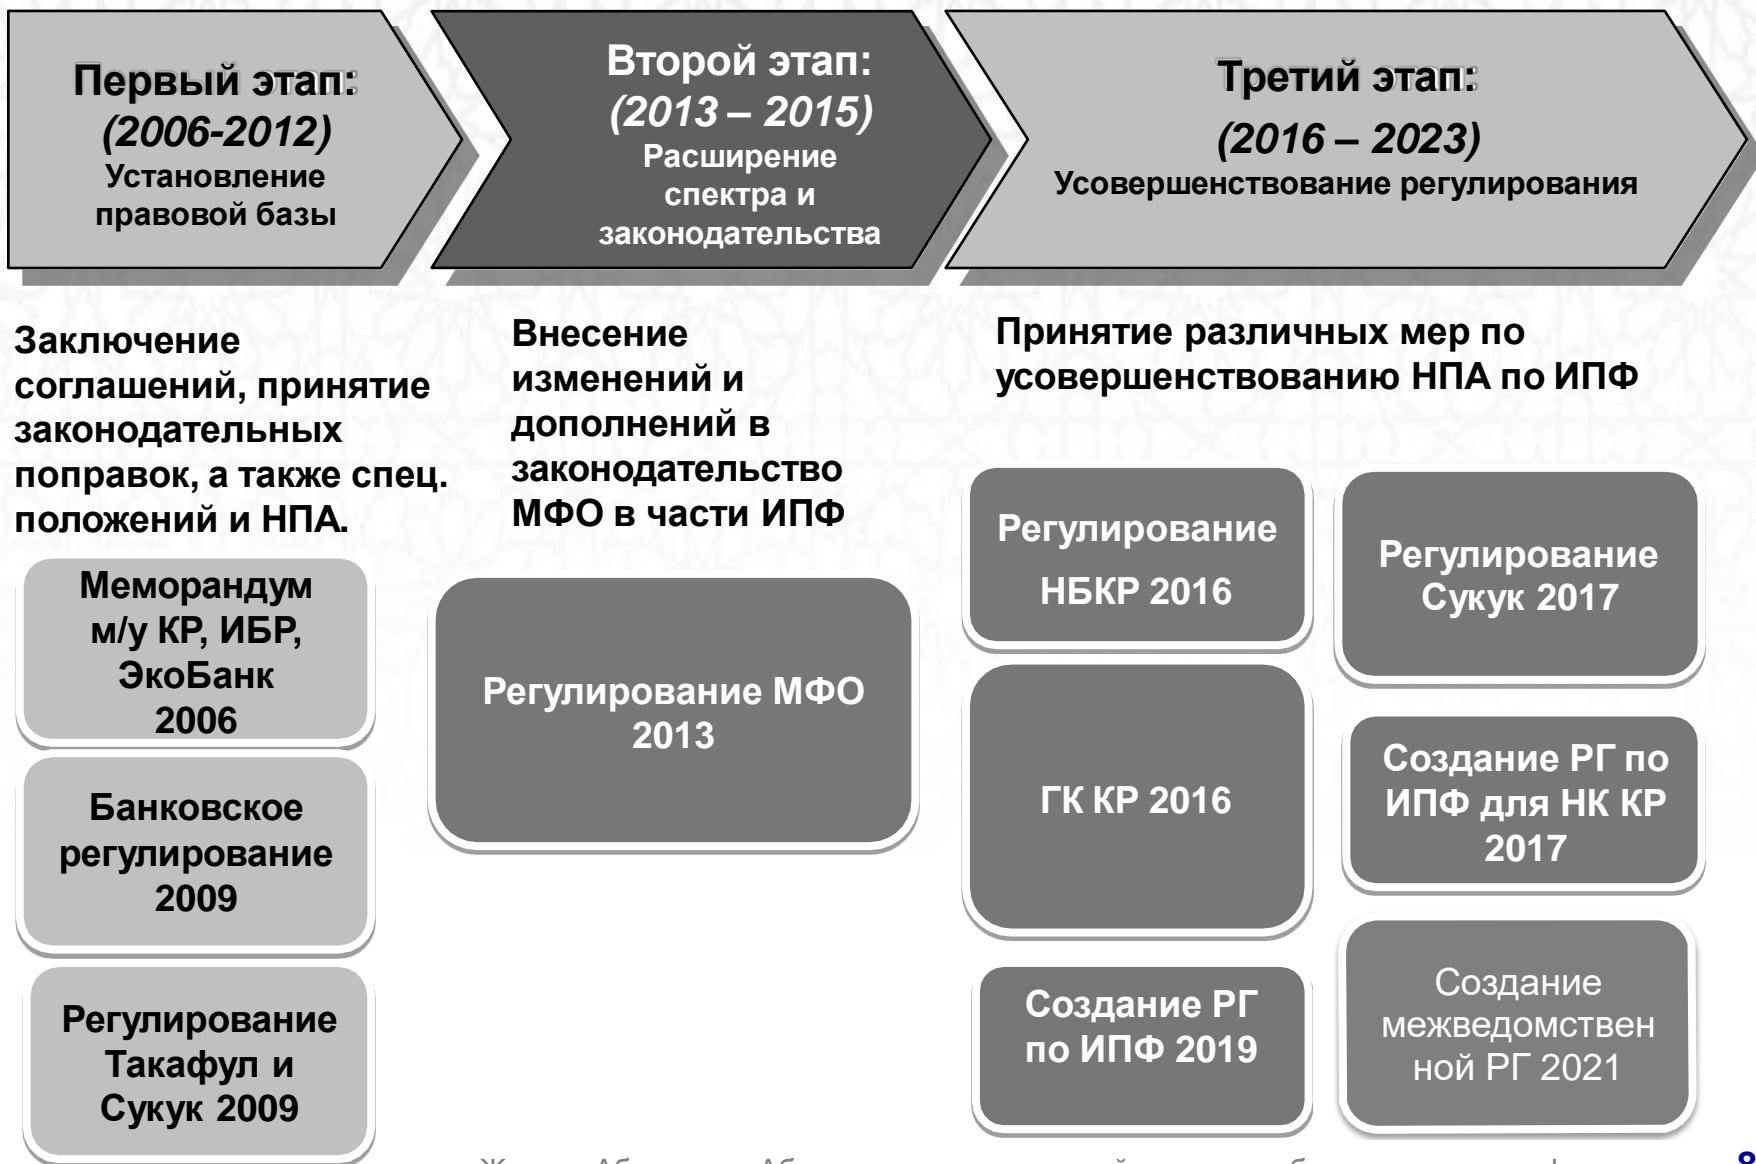 Первый этап:
(2006-2012)
Установление
правовой базы
Второй этап:
(2013 – 2015)
Расширение
спектра и
законодательства
Третий этап:
(2016 – 2023)
Усовершенствование регулирования
Заключение
соглашений, принятие
законодательных
поправок, а также спец.
положений и НПА.
Меморандум
м/у КР, ИБР,
ЭкоБанк
2006
Банковское
регулирование
2009
Регулирование
Такафул и
Сукук 2009
Внесение
изменений и
дополнений в
законодательство
МФО в части ИПФ
Регулирование МФО
2013
Принятие различных мер по
усовершенствованию НПА по ИПФ
Регулирование
НБКР 2016
Регулирование
Сукук 2017
ГК КР 2016
Создание РГ по
ИПФ для НК КР
2017
Создание РГ
по ИПФ 2019
Создание
межведомствен
ной РГ 2021
8